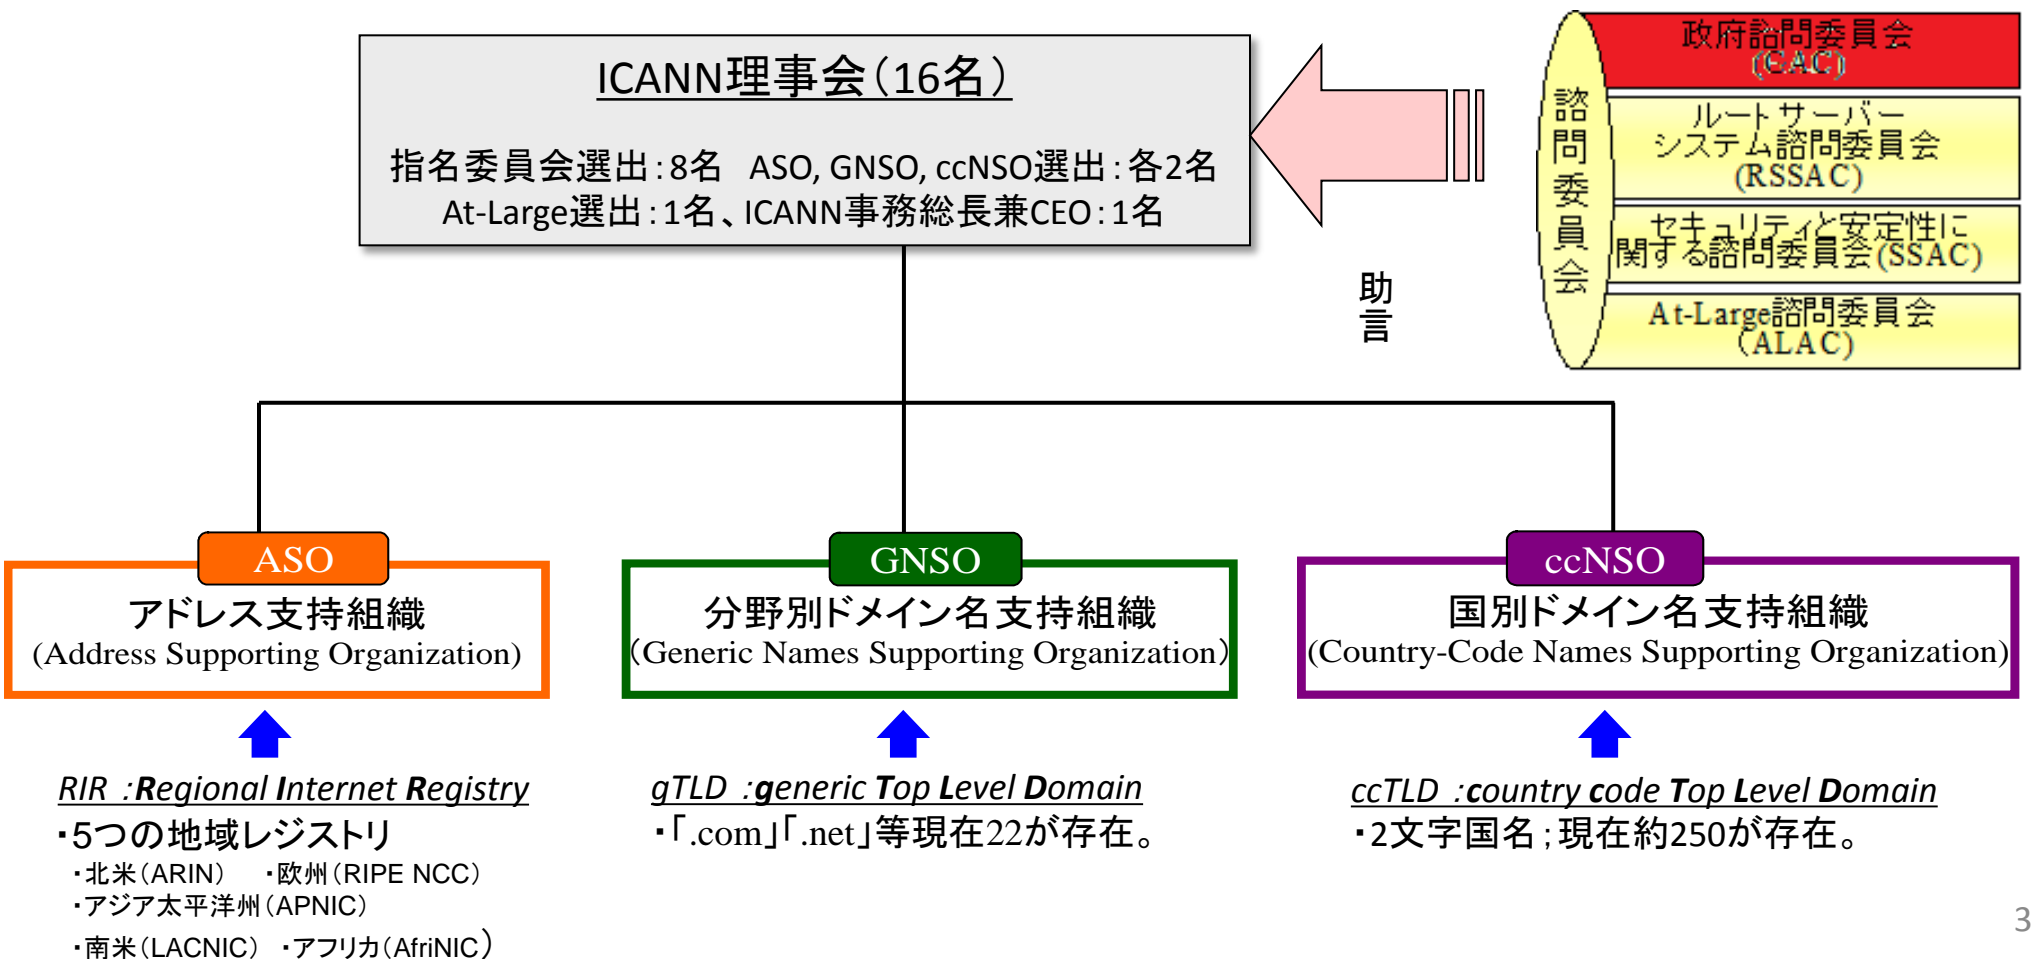 ICANN理事会（16名）
指名委員会選出：8名　ASO, GNSO, ccNSO選出：各2名
At-Large選出：1名、ICANN事務総長兼CEO：1名
助言
諮問委員会
政府諮問委員会
(GAC)
ルートサーバー
システム諮問委員会
(RSSAC)
セキュリティと安定性に
関する諮問委員会(SSAC)
At-Large諮問委員会
（ALAC)
ASO
アドレス支持組織
(Address Supporting Organization)
GNSO
分野別ドメイン名支持組織
（Generic Names Supporting Organization）
ccNSO
国別ドメイン名支持組織
(Country-Code Names Supporting Organization)
RIR ：Regional Internet Registry
・5つの地域レジストリ
・北米（ARIN）　・欧州（RIPE NCC）
・アジア太平洋州（APNIC）
・南米（LACNIC）　・アフリカ（AfriNIC）
gTLD ：generic Top Level Domain
・「.com」「.net」等現在22が存在。
ccTLD ：country code Top Level Domain
・2文字国名；現在約250が存在。
3